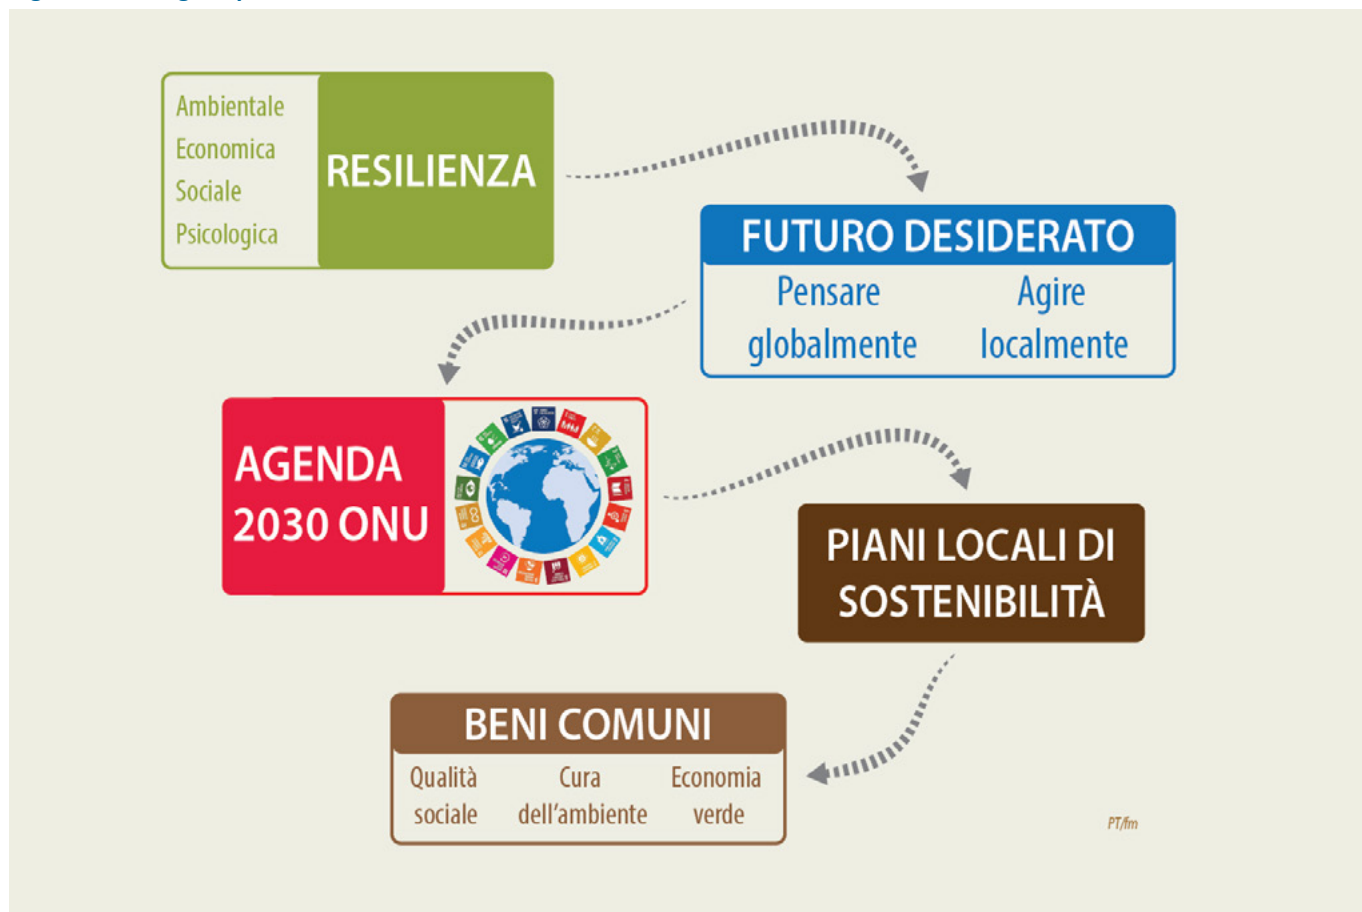 Ambientale
Economica
Sociale
Psicologica
RESILIENZA
FUTURO DESIDERATO
Pensare globalmente
Agire localmente
AGENDA
2030 ONU
PIANI LOCALI DI
SOSTENIBILITÀ
BENI COMUNI
Qualità sociale
Cura dell'ambiente
Economia verde
PT/fm